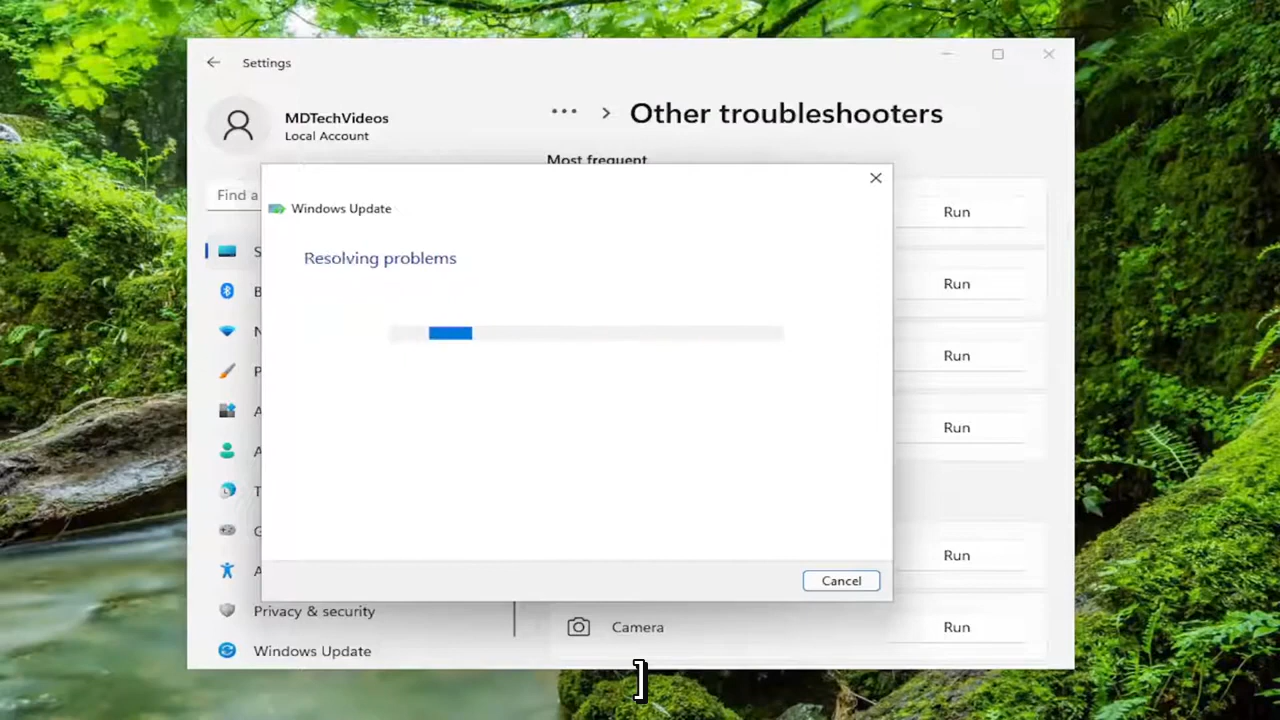 Settings
MDTechVideos
Local Account
... > Other troubleshooters
Most frequent
Find a
Windows Update
Resolving problems
Run
Run
Run
Run
Run
Run
S
B
N
P
A
A
T
G
A
Cancel
Privacy & security
Camera
Windows Update
]